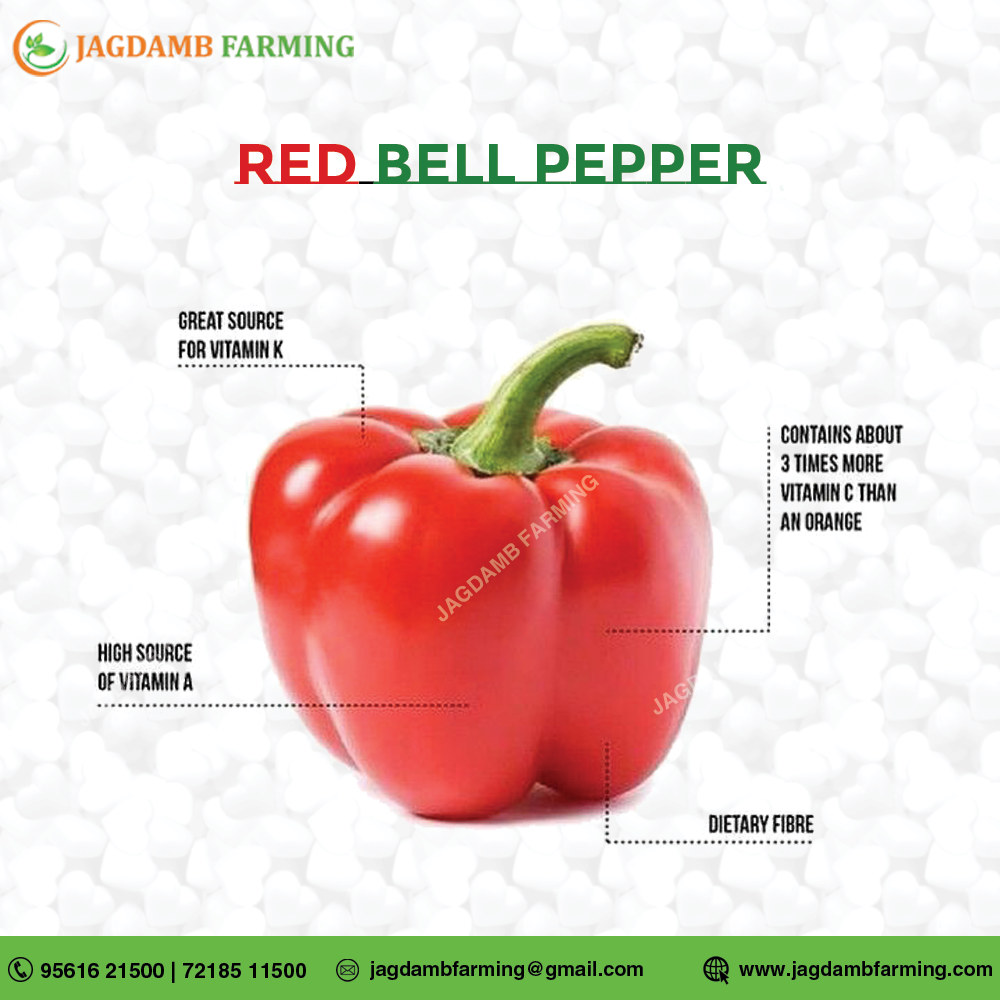 JAGDAMB FARMING
RED BELL PEPPER
GREAT SOURCE
FOR VITAMIN K
CONTAINS ABOUT
3 TIMES MORE
VITAMIN C THAN
AN ORANGE
JAGDAMB FARMING
HIGH SOURCE
OF VITAMIN A
JAGD
DIETARY FIBRE
95616 21500 | 72185 11500
jagdambfarming@gmail.com
www.jagdambfarming.com